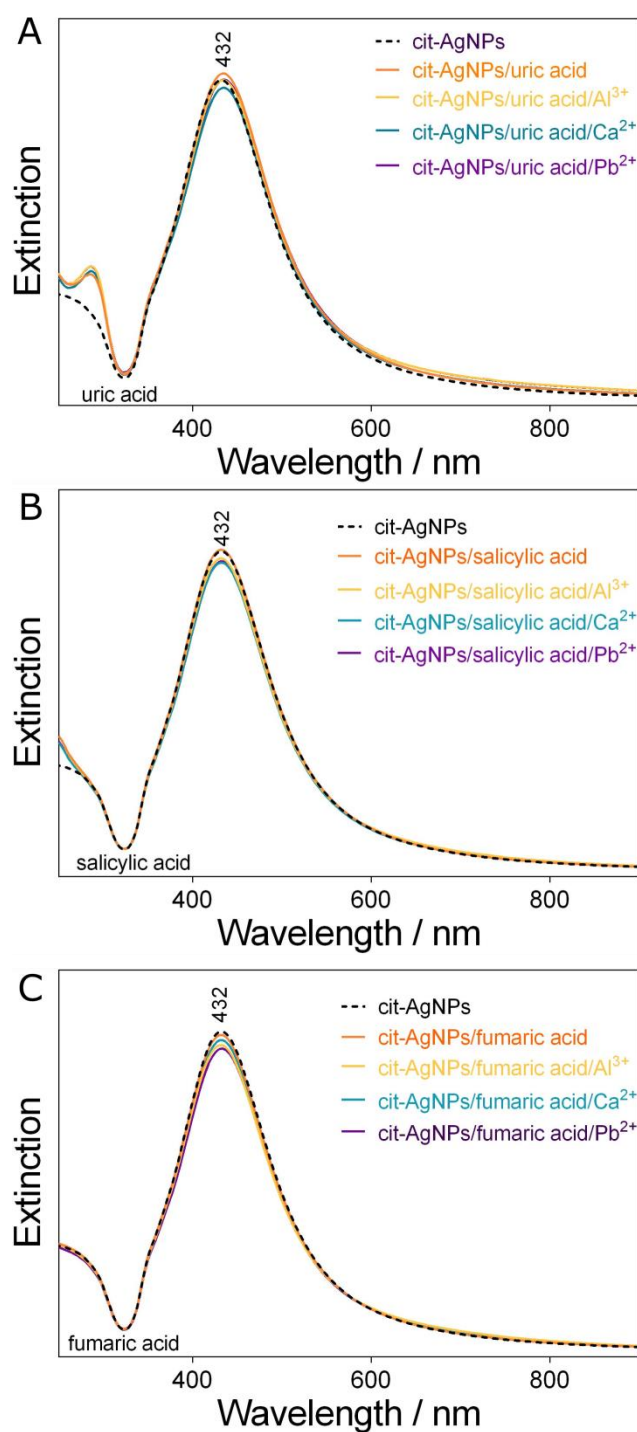 A
432
cit-AgNPs
cit-AgNPs/uric acid
cit-AgNPs/uric acid/Al³⁺
cit-AgNPs/uric acid/Ca²⁺
cit-AgNPs/uric acid/Pb²⁺
Extinction
uric acid
400 600 800
Wavelength / nm
B
432
cit-AgNPs
cit-AgNPs/salicylic acid
cit-AgNPs/salicylic acid/Al³⁺
cit-AgNPs/salicylic acid/Ca²⁺
cit-AgNPs/salicylic acid/Pb²⁺
Extinction
salicylic acid
400 600 800
Wavelength / nm
C
432
cit-AgNPs
cit-AgNPs/fumaric acid
cit-AgNPs/fumaric acid/Al³⁺
cit-AgNPs/fumaric acid/Ca²⁺
cit-AgNPs/fumaric acid/Pb²⁺
Extinction
fumaric acid
400 600 800
Wavelength / nm